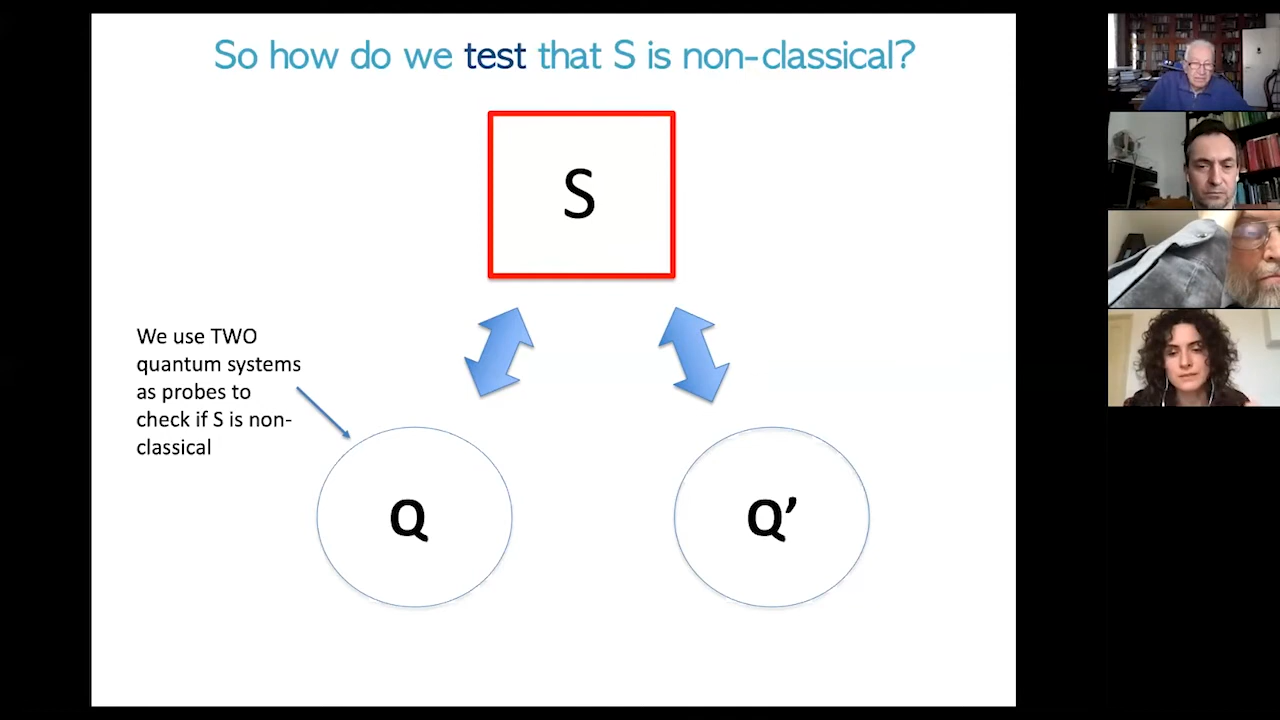 So how do we test that S is non-classical?
S
We use TWO
quantum systems
as probes to
check if S is non-
classical
Q
Q’